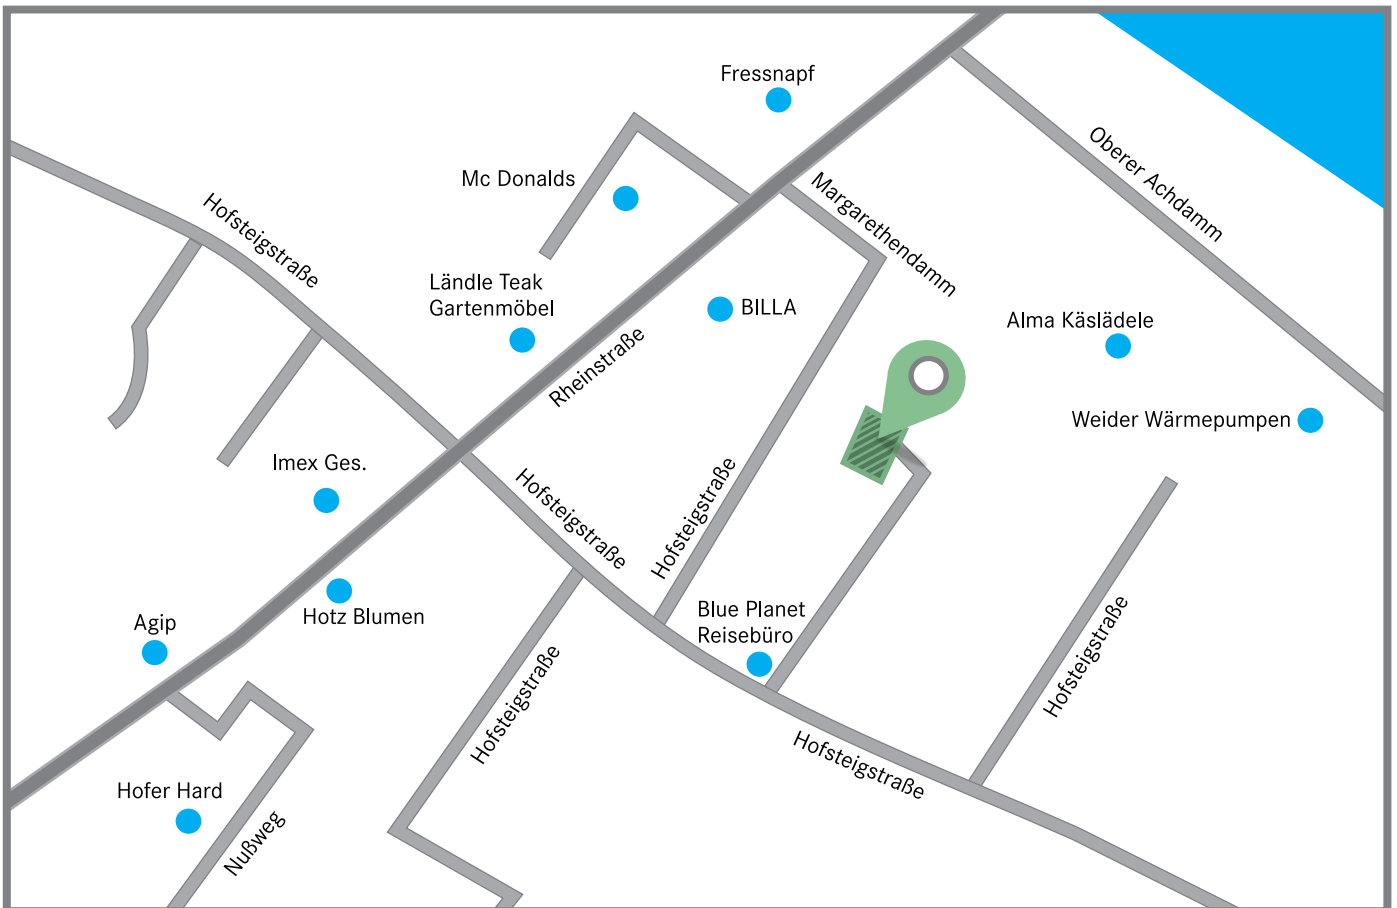 Fressnapf
Oberer Achdamm
Mc Donalds
Margarethendamm
Hofsteigstraße
Ländle Teak
Gartenmöbel
BILLA
Alma Käslädele
Rheinstraße
Weider Wärmepumpen
Imex Ges.
Hofsteigstraße
Hofsteigstraße
Hotz Blumen
Agip
Blue Planet
Reisebüro
Hofsteigstraße
Hofsteigstraße
Hofsteigstraße
Hofer Hard
Nußweg